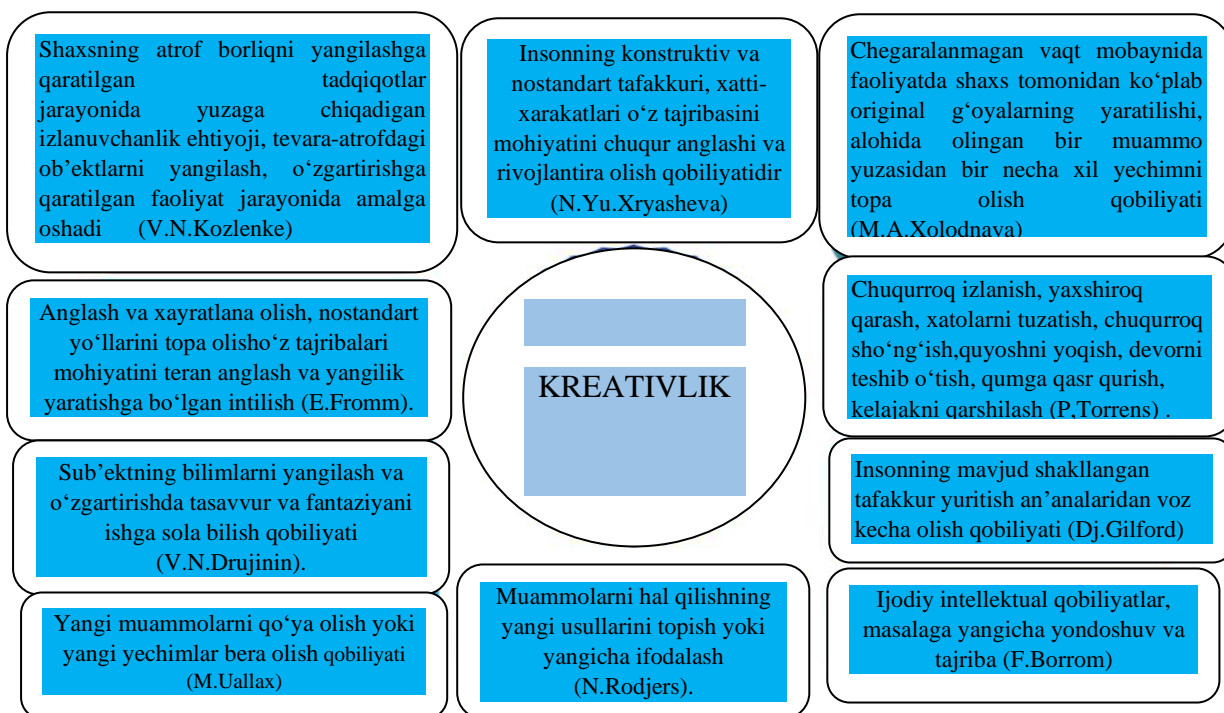 Shaxsning atrof borliqni yangilashga
qaratilgan tadqiqotlar
jarayonida yuzaga chiqadigan
izlanuvchanlik ehtiyoji, tevara-atrofdagi
ob’ektlarni yangilash, o‘zgartirishga
qaratilgan faoliyat jarayonida amalga
oshadi (V.N.Kozlenke)
Insonning konstruktiv va
nostandart tafakkuri, xatti-
xarakatlari o‘z tajribasini
mohiyatini chuqur anglashi va
rivojlantira olish qobiliyatidir
(N.Yu.Xryasheva)
Chegaralanmagan vaqt mobaynida
faoliyatda shaxs tomonidan ko‘plab
original g‘oyalarning yaratilishi,
alohida olingan bir muammo
yuzasidan bir necha xil yechimni
topa olish qobiliyati
(M.A.Xolodnaya)
Anglash va xayratlana olish, nostandart
yo‘llarini topa olisho‘z tajribalari
mohiyatini teran anglash va yangilik
yaratishga bo‘lgan intilish (E.Fromm).
KREATIVLIK
Chuqurroq izlanish, yaxshiroq
qarash, xatolarni tuzatish, chuqurroq
sho‘ng‘ish,quyoshni yoqish, devorni
teshib o‘tish, qumga qasr qurish,
kelajakni qarshilash (P,Torrens) .
Sub’ektning bilimlarni yangilash va
o‘zgartirishda tasavvur va fantaziyani
ishga sola bilish qobiliyati
(V.N.Drujinin).
Insonning mavjud shakllangan
tafakkur yuritish an’analaridan voz
kecha olish qobiliyati (Dj.Gilford)
Yangi muammolarni qo‘ya olish yoki
yangi yechimlar bera olish qobiliyati
(M.Uallax)
Muammolarni hal qilishning
yangi usullarini topish yoki
yangicha ifodalash
(N.Rodjers).
Ijodiy intellektual qobiliyatlar,
masalaga yangicha yondoshuv va
tajriba (F.Borrom)